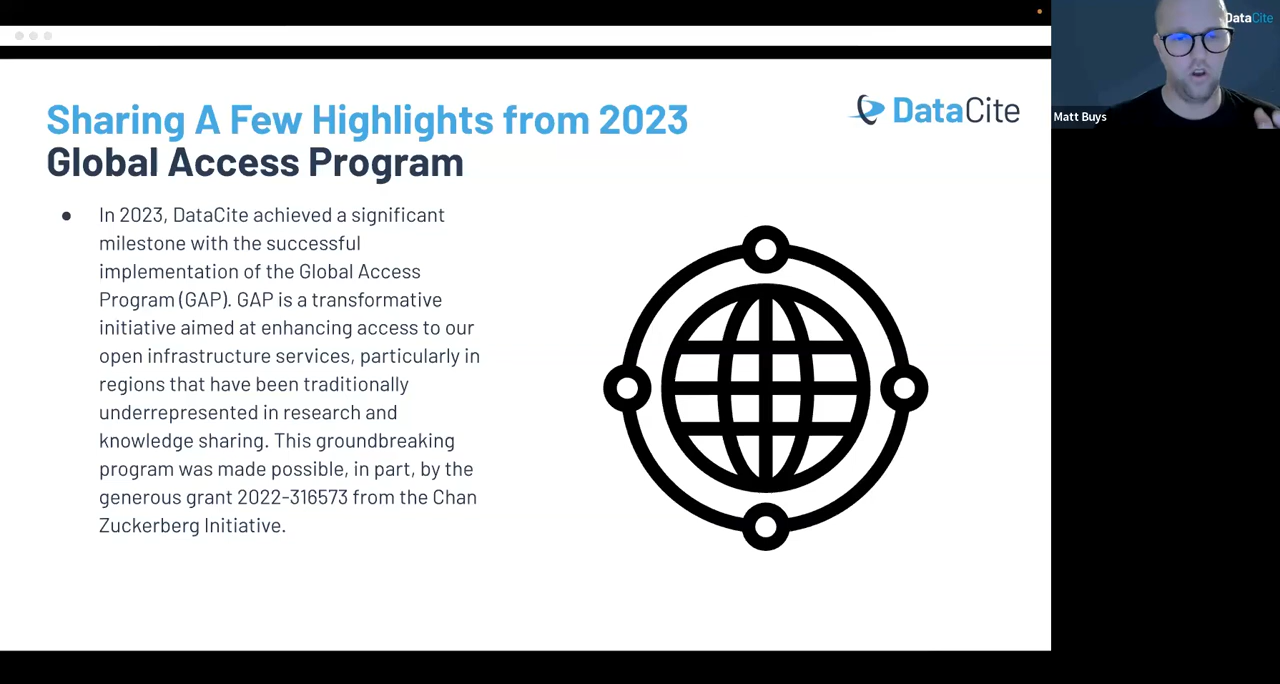 Sharing A Few Highlights from 2023
Global Access Program
DataCite
DataCite
Matt Buys
● In 2023, DataCite achieved a significant
milestone with the successful
implementation of the Global Access
Program (GAP). GAP is a transformative
initiative aimed at enhancing access to our
open infrastructure services, particularly in
regions that have been traditionally
underrepresented in research and
knowledge sharing. This groundbreaking
program was made possible, in part, by the
generous grant 2022-316573 from the Chan
Zuckerberg Initiative.